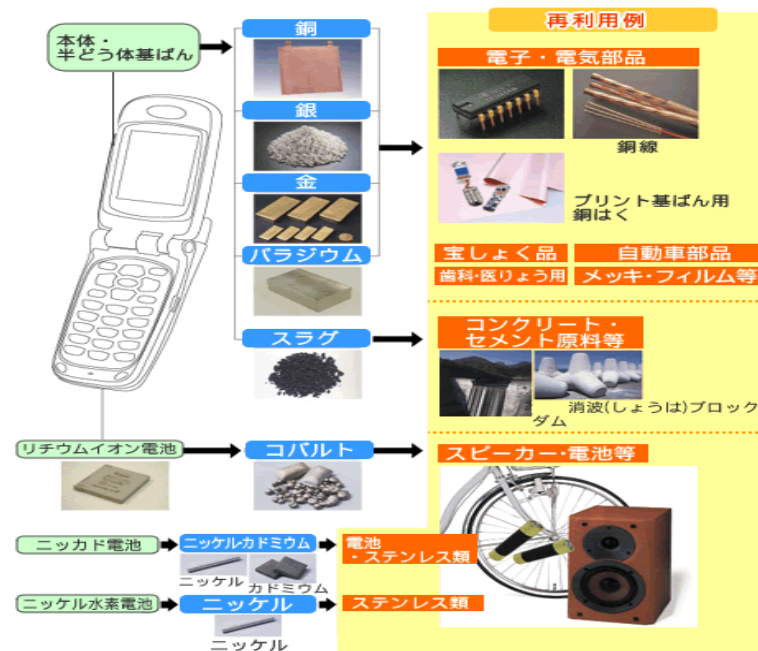 再利用例
本体・
半どう体基ばん
銅
電子・電気部品
銅線
銀
プリント基ばん用
銅はく
金
パラジウム
宝しょく品
自動車部品
歯科・医りょう用
メッキ・フィルム等
スラグ
コンクリート・
セメント原料等
ダム
消波(しょうは)ブロック
リチウムイオン電池
コバルト
スピーカー・電池等
ニッカド電池
ニッケル・カドミウム
電池
・ステンレス類
ニッケル
カドミウム
ニッケル水素電池
ニッケル
ステンレス類
ニッケル